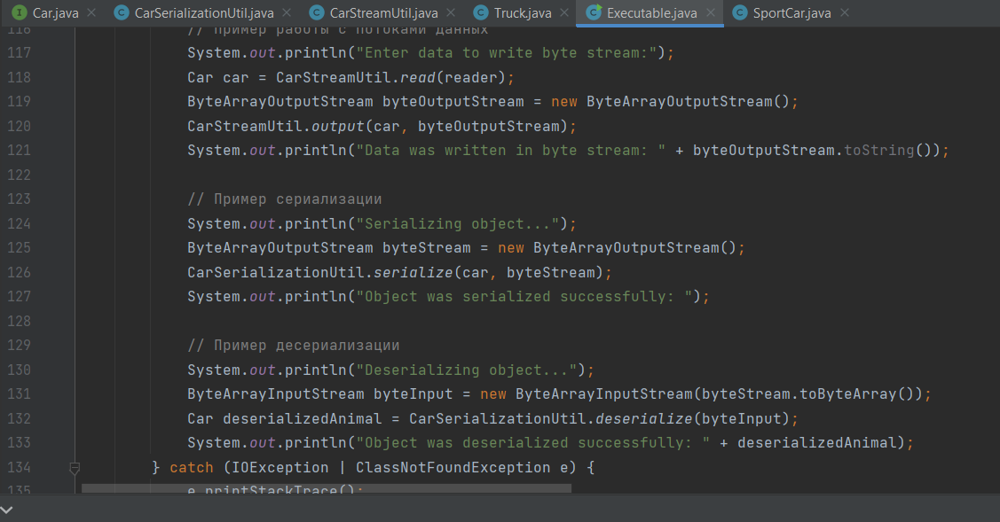 Car.java CarSerializationUtil.java CarStreamUtil.java Truck.java Executable.java SportCar.java
116 // Пример работы с потоками данных
117 System.out.println("Enter data to write byte stream:");
118 Car car = CarStreamUtil.read(reader);
119 ByteArrayOutputStream byteOutputStream = new ByteArrayOutputStream();
120 CarStreamUtil.output(car, byteOutputStream);
121 System.out.println("Data was written in byte stream: " + byteOutputStream.toString());
122
123 // Пример сериализации
124 System.out.println("Serializing object...");
125 ByteArrayOutputStream byteStream = new ByteArrayOutputStream();
126 CarSerializationUtil.serialize(car, byteStream);
127 System.out.println("Object was serialized successfully: ");
128
129 // Пример десериализации
130 System.out.println("Deserializing object...");
131 ByteArrayInputStream byteInput = new ByteArrayInputStream(byteStream.toByteArray());
132 Car deserializedAnimal = CarSerializationUtil.deserialize(byteInput);
133 System.out.println("Object was deserialized successfully: " + deserializedAnimal);
134 } catch (IOException | ClassNotFoundException e) {
135 e.printStackTrace();